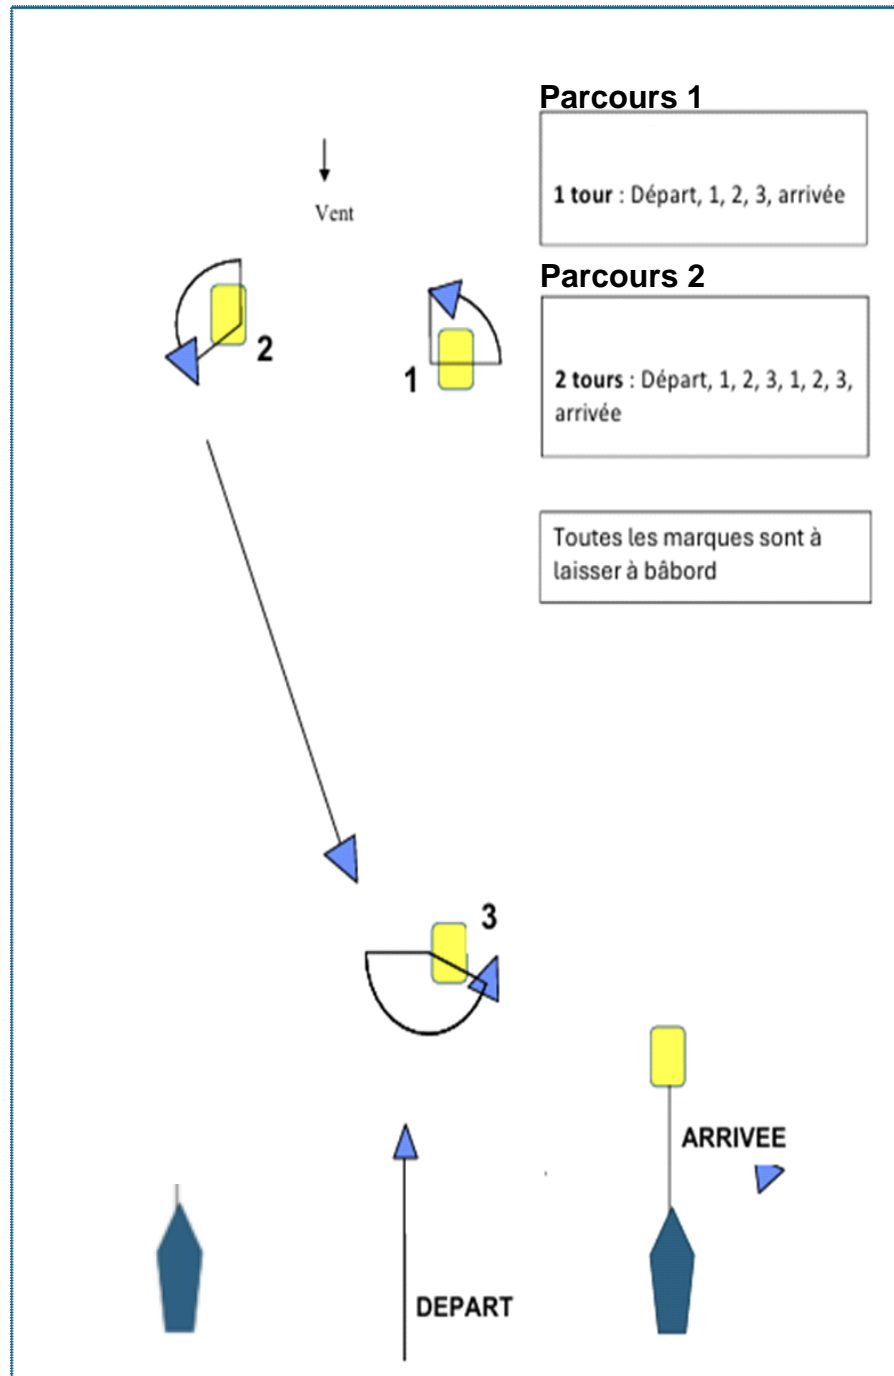 Parcours 1
1 tour : Départ, 1, 2, 3, arrivée
Vent
Parcours 2
2 tours : Départ, 1, 2, 3, 1, 2, 3,
arrivée
2
1
Toutes les marques sont à
laisser à bâbord
3
ARRIVEE
DEPART